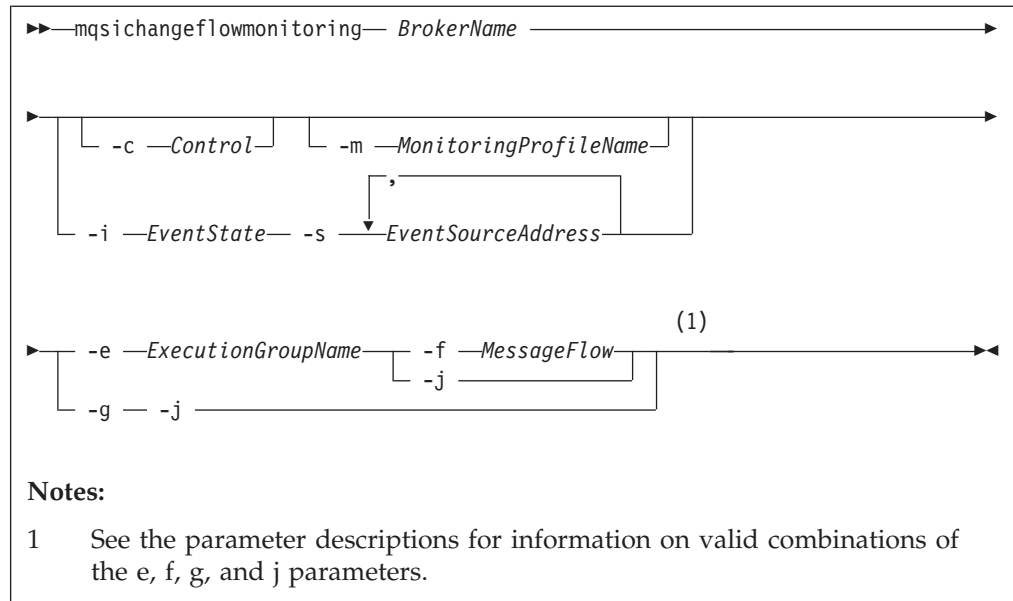 mqsichangeflowmonitoring BrokerName
-c Control -m MonitoringProfileName
,
-i EventState -s EventSourceAddress
(1)
-e ExecutionGroupName -f MessageFlow
-j
-g -j
Notes:
1 See the parameter descriptions for information on valid combinations of
the e, f, g, and j parameters.